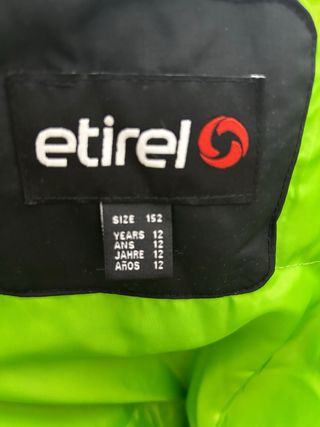 etirel
SIZE 152
YEARS 12
ANS 12
JAHRE 12
AÑOS 12